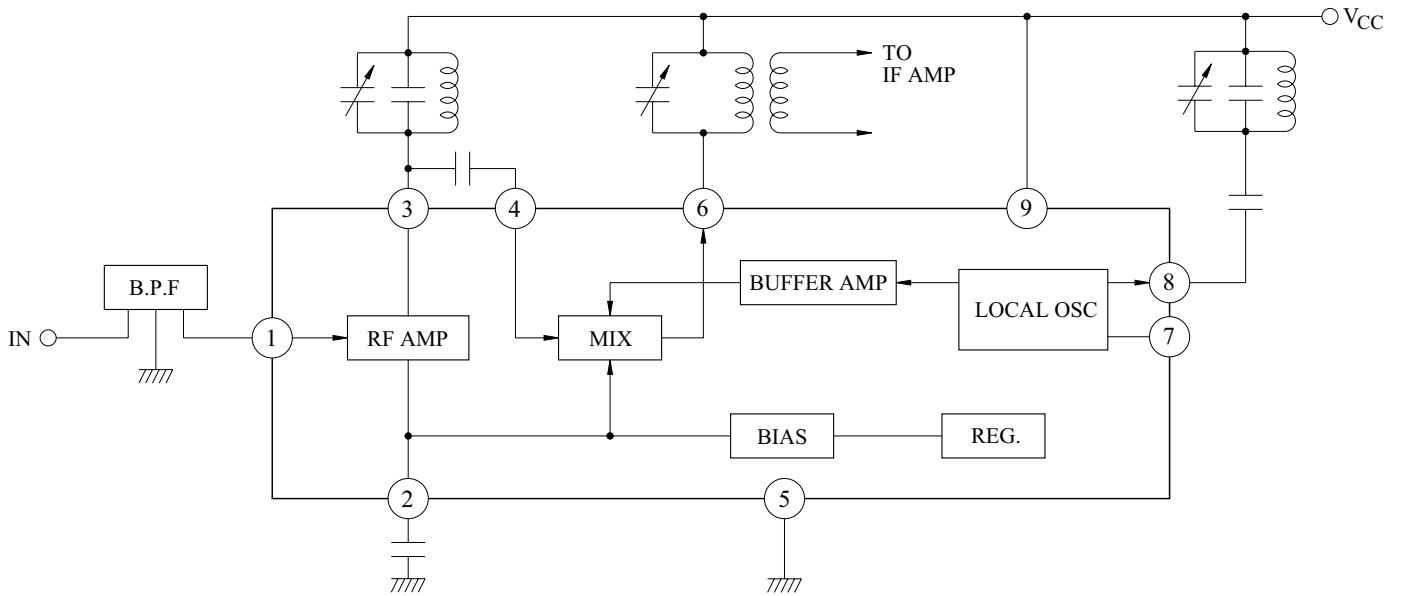 VCC
TO
IF AMP
3
4
6
9
B.P.F
BUFFER AMP
LOCAL OSC
8
IN
1
RF AMP
MIX
7
BIAS
REG.
2
5